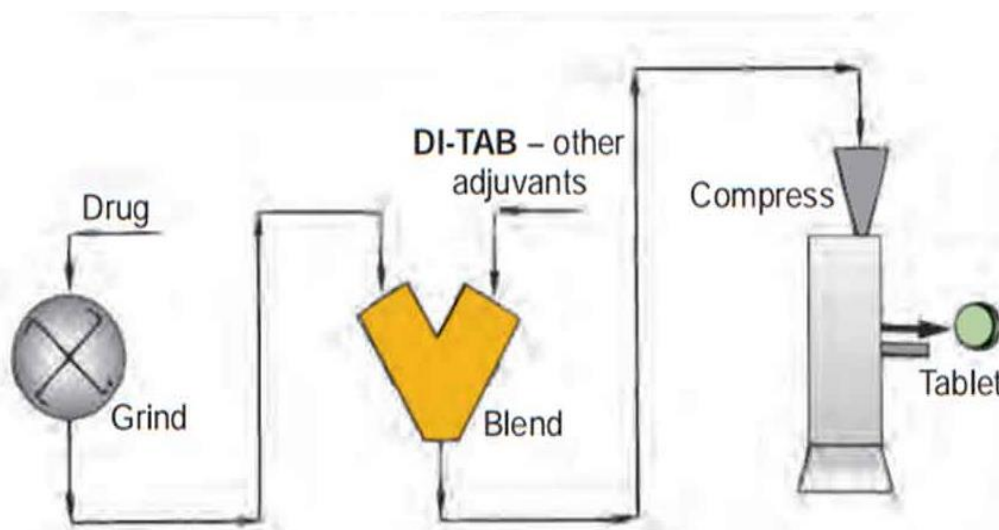 Drug
Grind
DI-TAB – other
adjuvants
Blend
Compress
Tablet